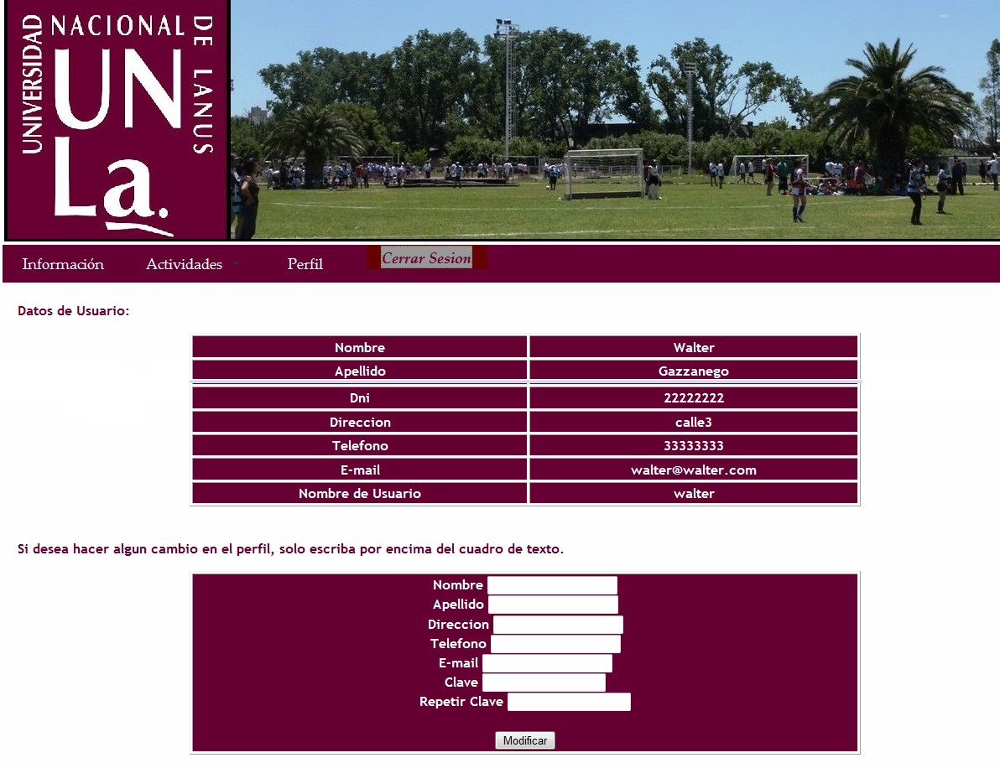 UNIVERSIDAD NACIONAL DE LANUS
UN
La.
Información Actividades Perfil Cerrar Sesion
Datos de Usuario:
Nombre Walter
Apellido Gazzanego
Dni 22222222
Direccion calle3
Telefono 33333333
E-mail walter@walter.com
Nombre de Usuario walter
Si desea hacer algun cambio en el perfil, solo escriba por encima del cuadro de texto.
Nombre
Apellido
Direccion
Telefono
E-mail
Clave
Repetir Clave
Modificar